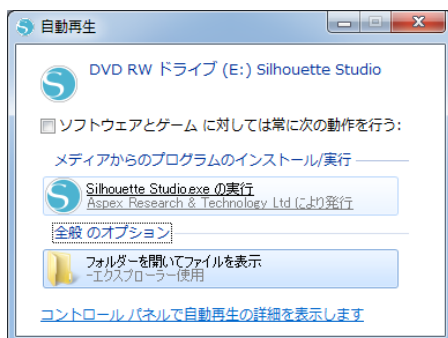 自動再生
DVD RW ドライブ (E:) Silhouette Studio
ソフトウェアとゲーム に対しては常に次の動作を行う:
メディアからのプログラムのインストール/実行
Silhouette Studio.exe の実行
Aspex Research & Technology Ltd により発行
全般 のオプション
フォルダーを開いてファイルを表示
-エクスプローラー使用
コントロール パネルで自動再生の詳細を表示します